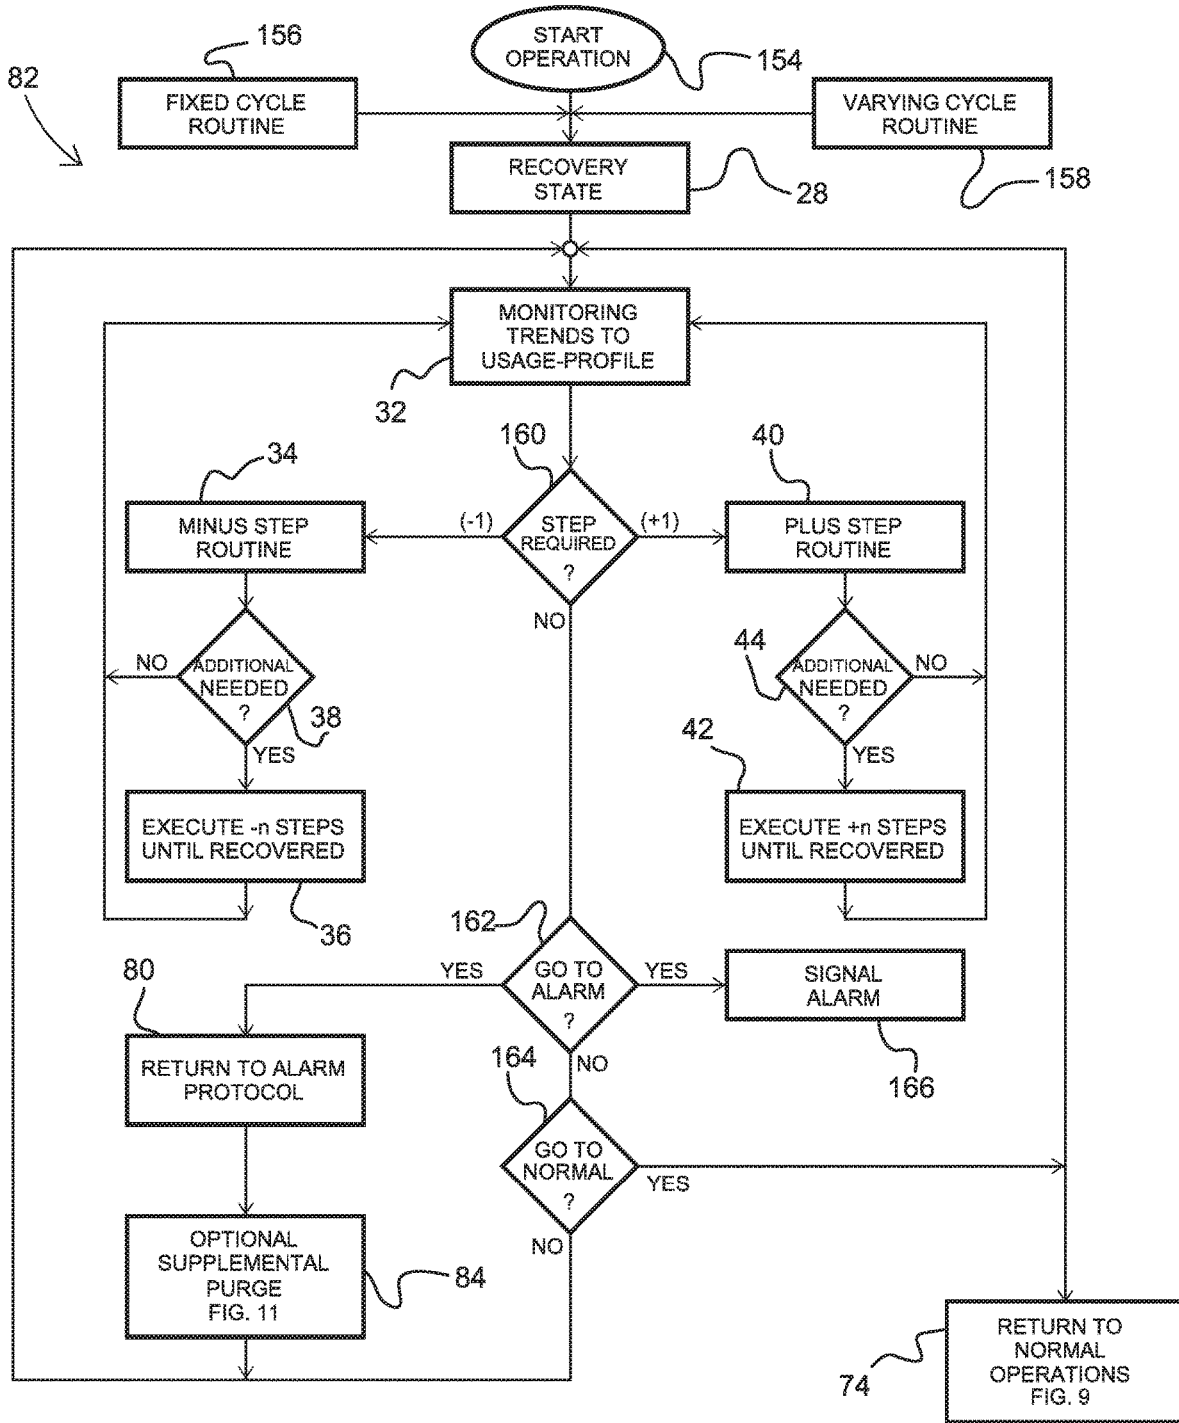 156
START
OPERATION
154
82
FIXED CYCLE
ROUTINE
VARYING CYCLE
ROUTINE
158
RECOVERY
STATE
28
MONITORING
TRENDS TO
USAGE-PROFILE
32
160
34
40
MINUS STEP
ROUTINE
(-1)
STEP
REQUIRED
?
(+1)
PLUS STEP
ROUTINE
NO
NO
ADDITIONAL
NEEDED
?
38
YES
44
ADDITIONAL
NEEDED
?
NO
YES
42
EXECUTE -n STEPS
UNTIL RECOVERED
36
EXECUTE +n STEPS
UNTIL RECOVERED
162
80
YES
GO TO
ALARM
?
YES
SIGNAL
ALARM
166
NO
RETURN TO ALARM
PROTOCOL
164
GO TO
NORMAL
?
YES
NO
OPTIONAL
SUPPLEMENTAL
PURGE
FIG. 11
84
RETURN TO
NORMAL
OPERATIONS
FIG. 9
74